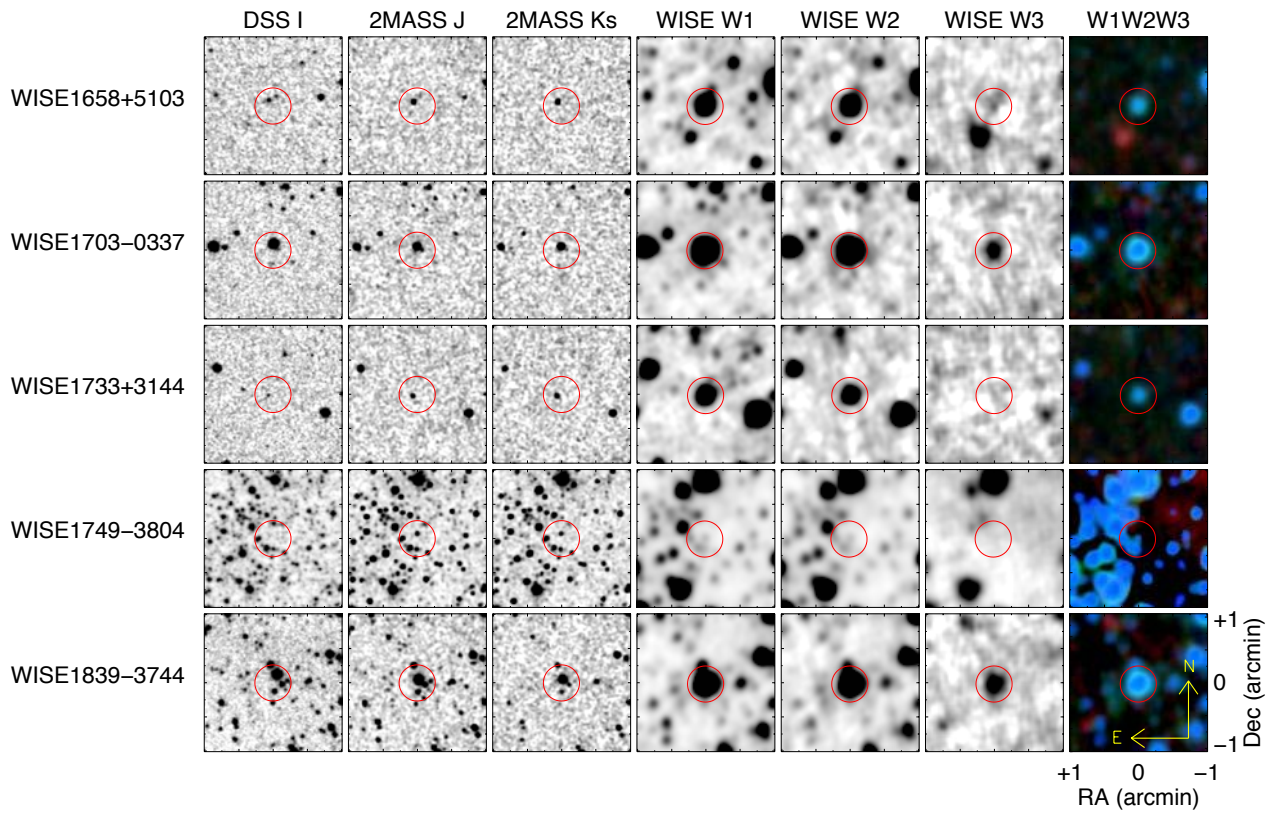 DSS I 2MASS J 2MASS Ks WISE W1 WISE W2 WISE W3 W1W2W3
WISE1658+5103
WISE1703−0337
WISE1733+3144
WISE1749−3804
WISE1839−3744
+1
N
0
E
−1
Dec (arcmin)
+1 0 −1
RA (arcmin)